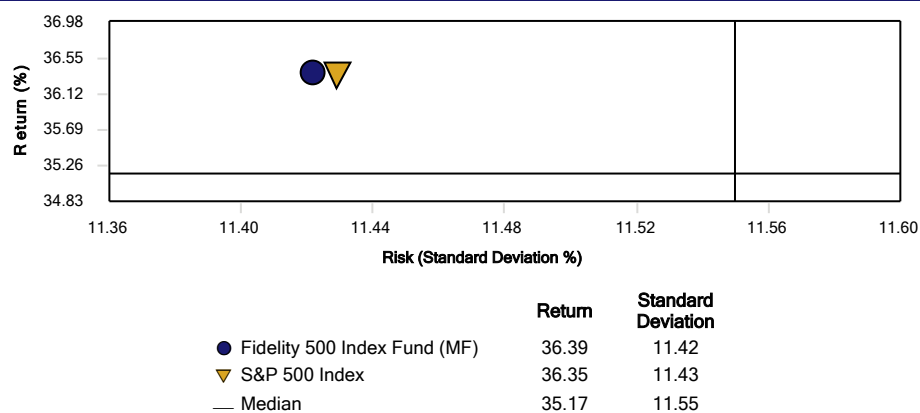 36.98
36.55
36.12
35.69
35.26
34.83
Return (%)
11.36 11.40 11.44 11.48 11.52 11.56 11.60
Risk (Standard Deviation %)
Return Standard Deviation
Fidelity 500 Index Fund (MF) 36.39 11.42
S&P 500 Index 36.35 11.43
Median 35.17 11.55